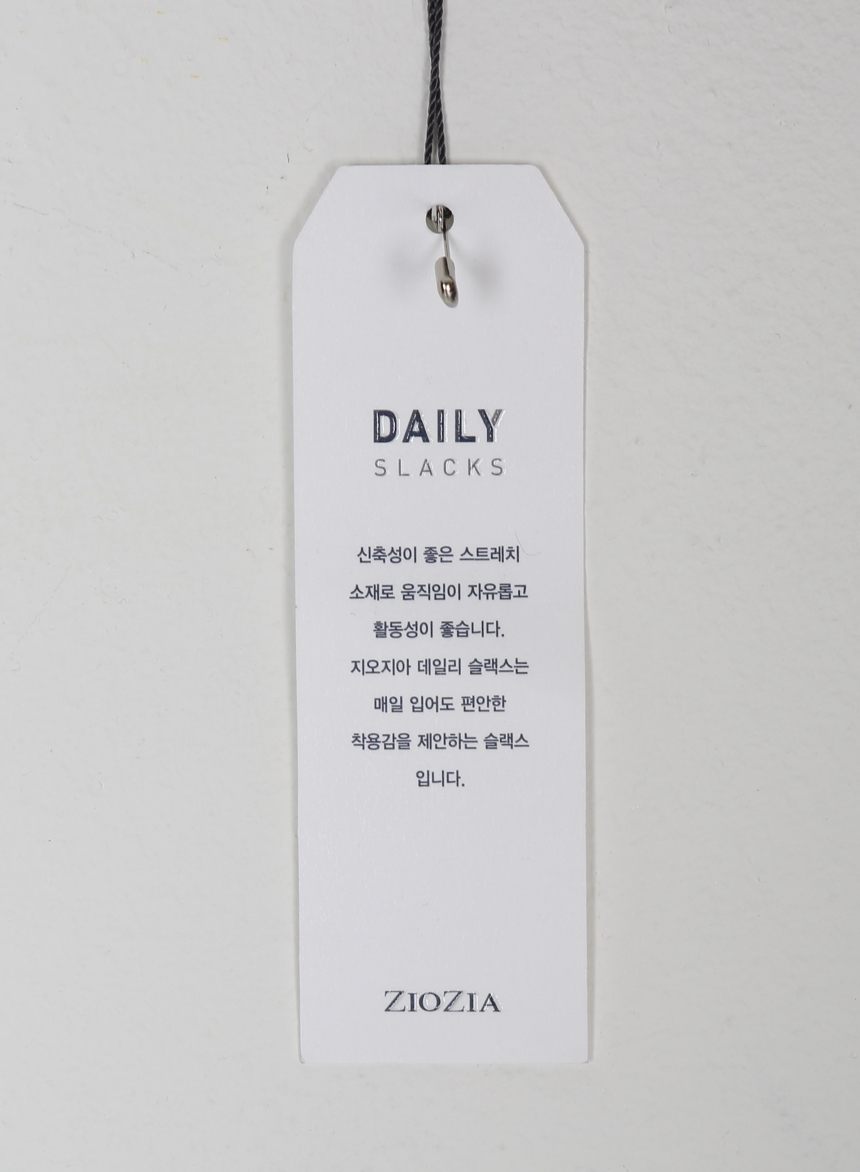 DAILY
SLACKS
신축성이 좋은 스트레치
소재로 움직임이 자유롭고
활동성이 좋습니다.
지오지아 데일리 슬랙스는
매일 입어도 편안한
착용감을 제안하는 슬랙스
입니다.
ZIOZIA